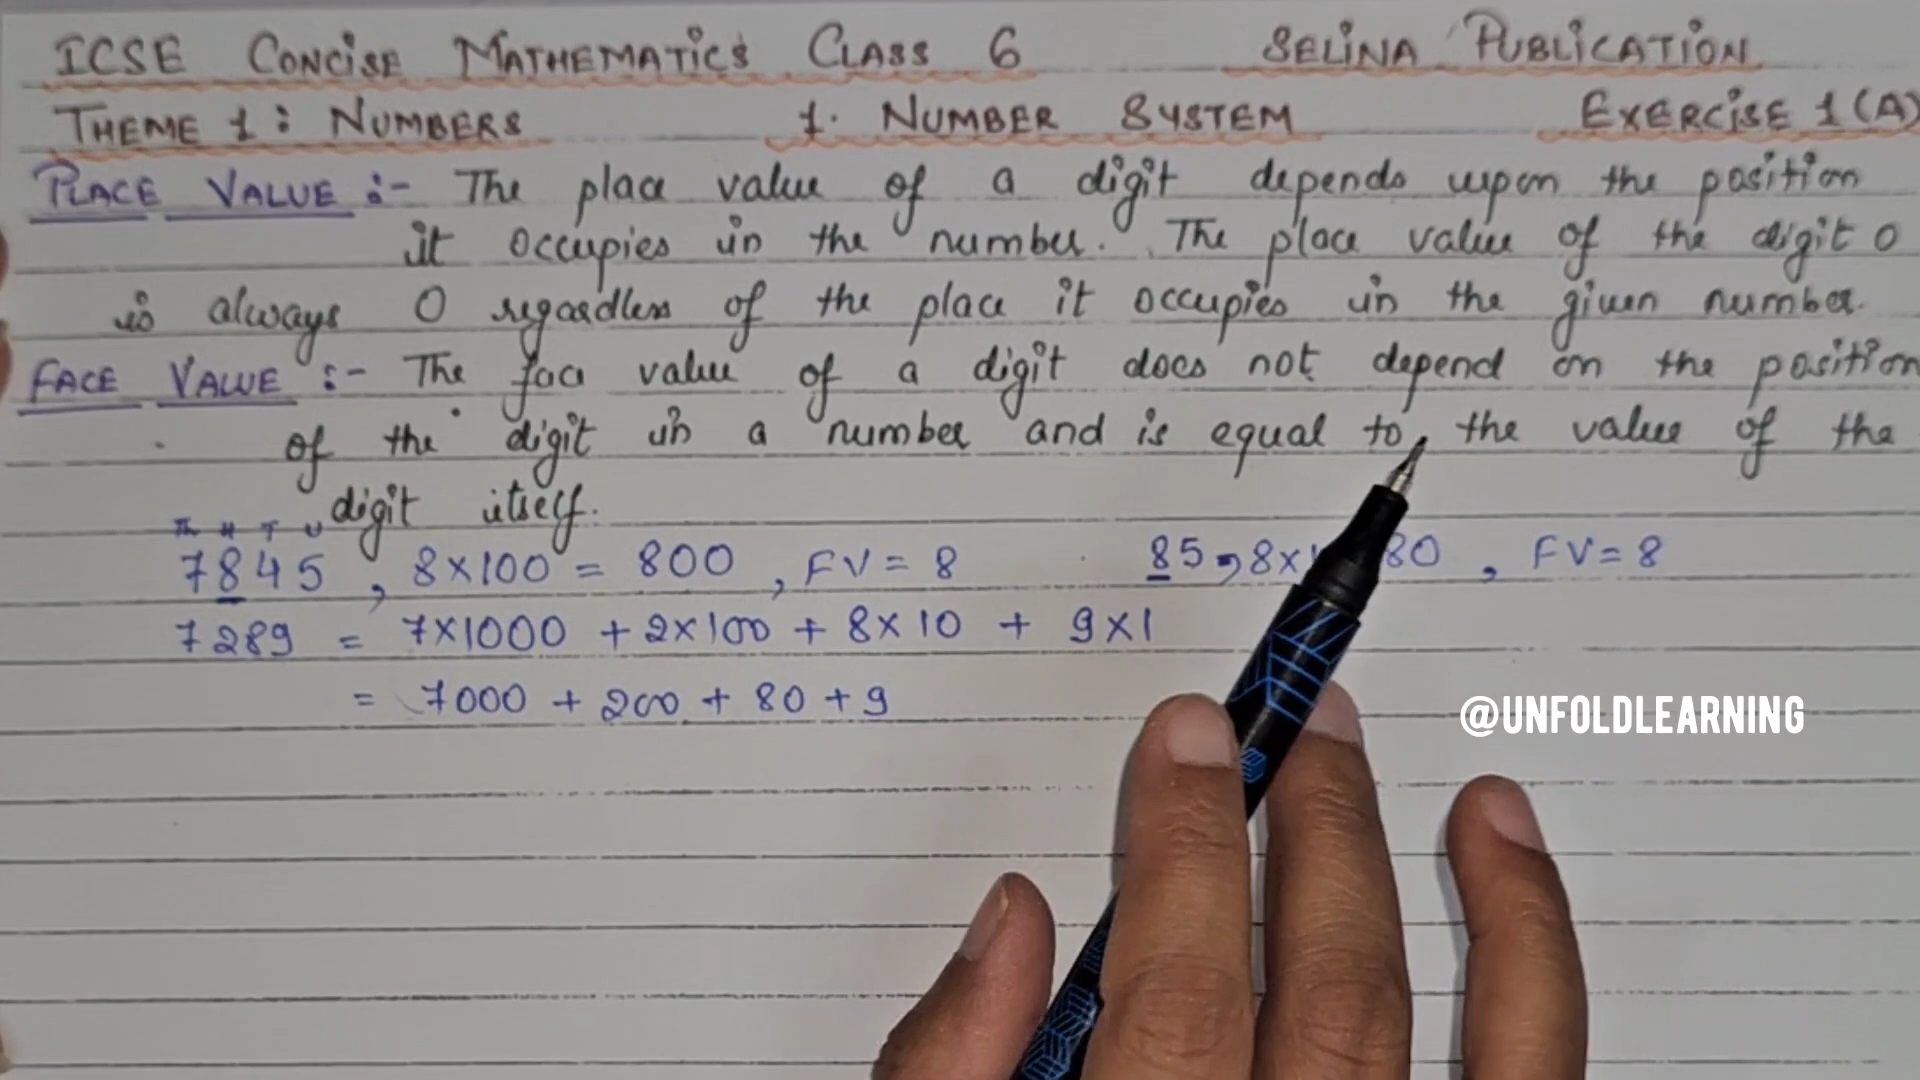 ICSE CONCISE MATHEMATICS CLASS 6 SELINA PUBLICATION
THEME 1: NUMBERS 1. NUMBER SYSTEM EXERCISE 1(A)
PLACE VALUE :- The place value of a digit depends upon the position
it occupies in the number. The place value of the digit 0
is always 0 regardless of the place it occupies in the given number.
FACE VALUE :- The face value of a digit does not depend on the position
of the digit in a number and is equal to the value of the
digit itself.
Th H T U
7845, 8×100 = 800, FV = 8 85, 8× 80, FV = 8
7289 = 7×1000 + 2×100 + 8×10 + 9×1
= 7000 + 200 + 80 + 9
@UNFOLDLEARNING